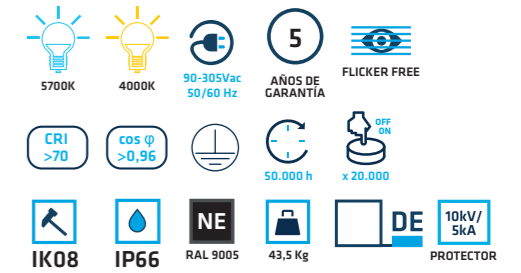 5700K
4000K
90-305Vac
50/60 Hz
5
AÑOS DE
GARANTÍA
FLICKER FREE
CRI
>70
cos φ
>0,96
50.000 h
OFF
ON
x 20.000
IK08
IP66
NE
RAL 9005
43,5 Kg
DE
10kV/
5kA
PROTECTOR